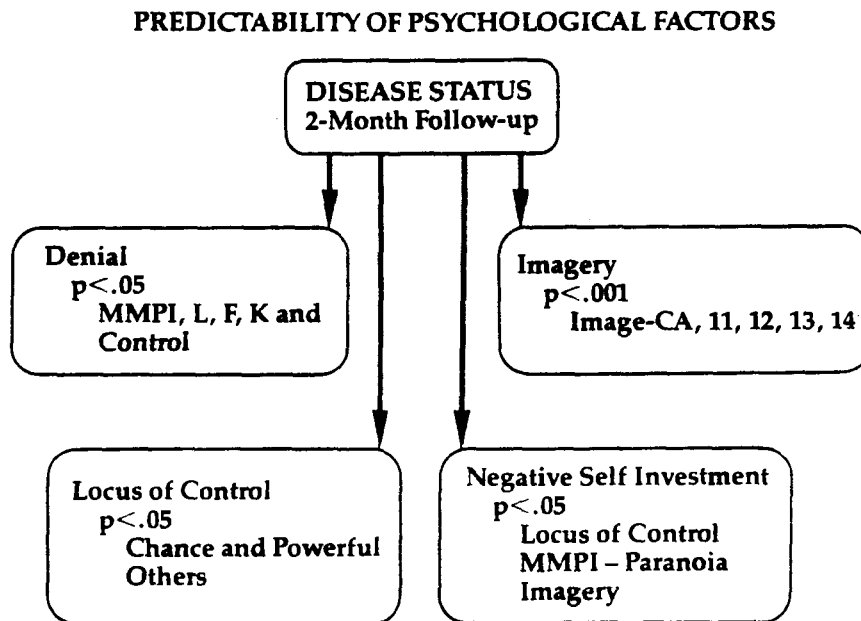 PREDICTABILITY OF PSYCHOLOGICAL FACTORS
DISEASE STATUS
2-Month Follow-up
Denial
p<.05
MMPI, L, F, K and
Control
Imagery
p<.001
Image-CA, 11, 12, 13, 14
Locus of Control
p<.05
Chance and Powerful
Others
Negative Self Investment
p<.05
Locus of Control
MMPI – Paranoia
Imagery